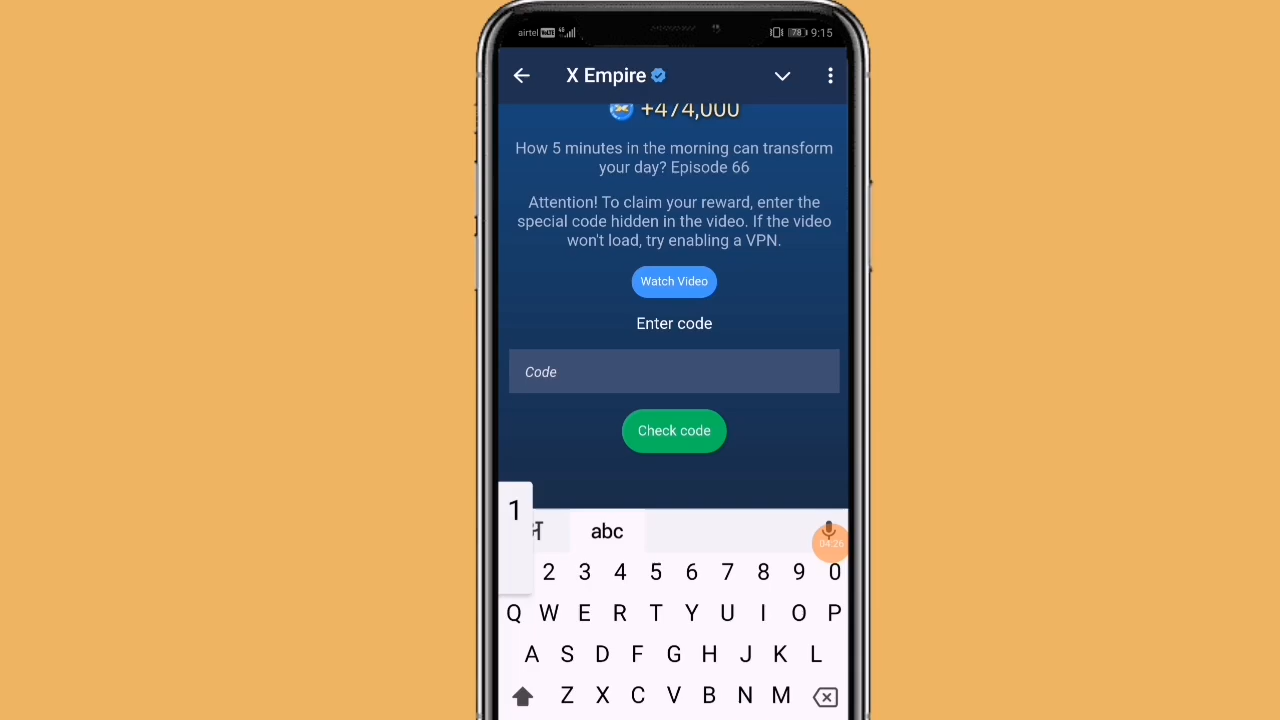 airtel 78 9:15
X Empire
+474,000
How 5 minutes in the morning can transform
your day? Episode 66
Attention! To claim your reward, enter the
special code hidden in the video. If the video
won't load, try enabling a VPN.
Watch Video
Enter code
Code
Check code
1
abc
04:26
2 3 4 5 6 7 8 9 0
Q W E R T Y U I O P
A S D F G H J K L
Z X C V B N M